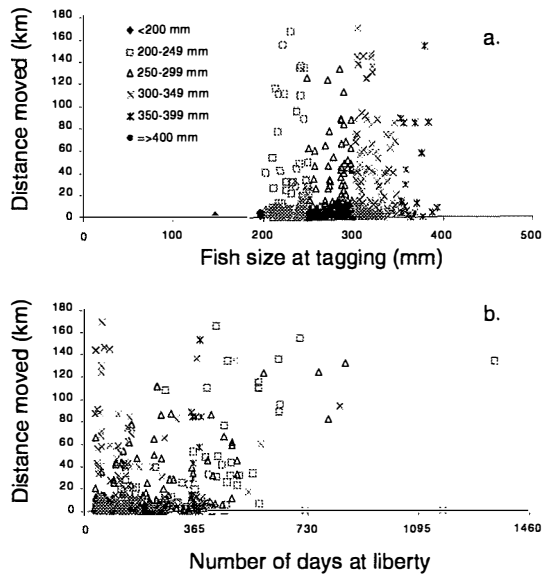 a.
Distance moved (km)
180
160
140
120
100
80
60
40
20
0
<200 mm
200-249 mm
250-299 mm
300-349 mm
350-399 mm
=>400 mm
0 100 200 300 400 500
Fish size at tagging (mm)
b.
Distance moved (km)
180
160
140
120
100
80
60
40
20
0
0 365 730 1095 1460
Number of days at liberty